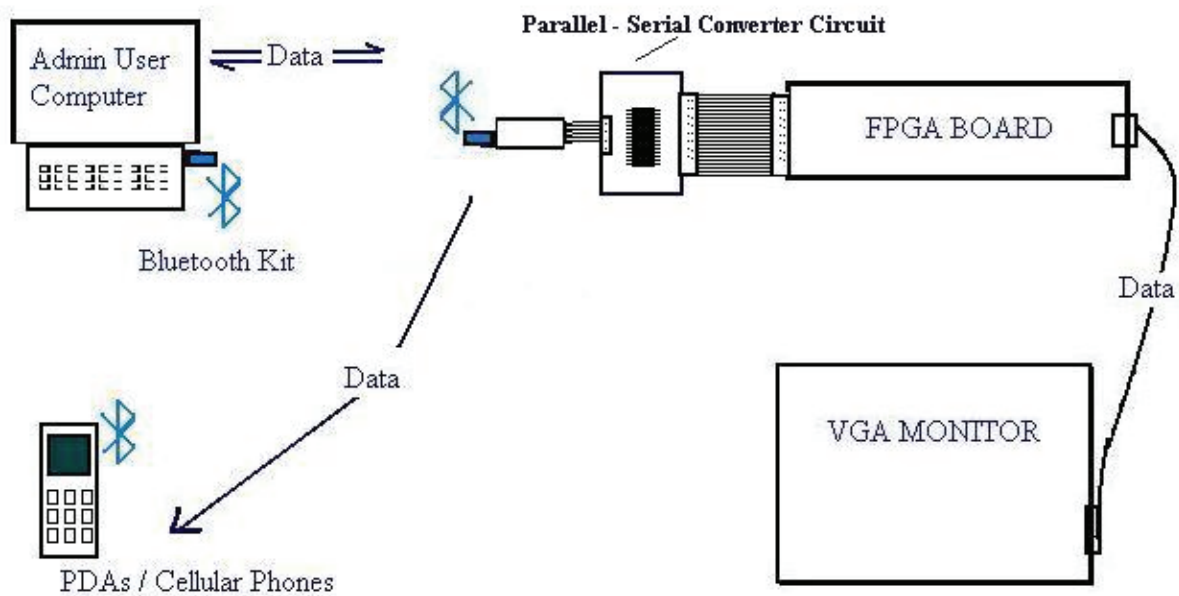 Parallel - Serial Converter Circuit
Admin User
Computer
Data
FPGA BOARD
Bluetooth Kit
Data
Data
VGA MONITOR
PDAs / Cellular Phones